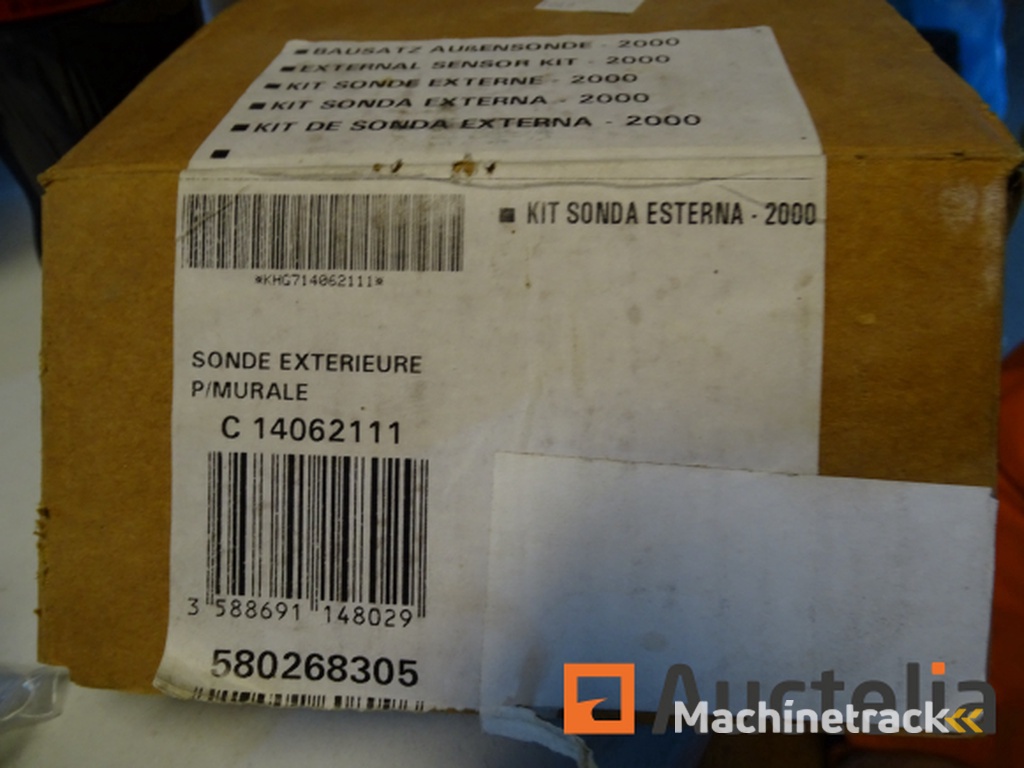 ■ BAUSATZ AUßENSONDE - 2000
■ EXTERNAL SENSOR KIT - 2000
■ KIT SONDE EXTERNE - 2000
■ KIT SONDA EXTERNA - 2000
■ KIT DE SONDA EXTERNA - 2000
■
■ KIT SONDA ESTERNA - 2000
*KHG714062111*
SONDE EXTERIEURE
P/MURALE
C 14062111
3 588691 148029
580268305
Auctelia
Machinetrack